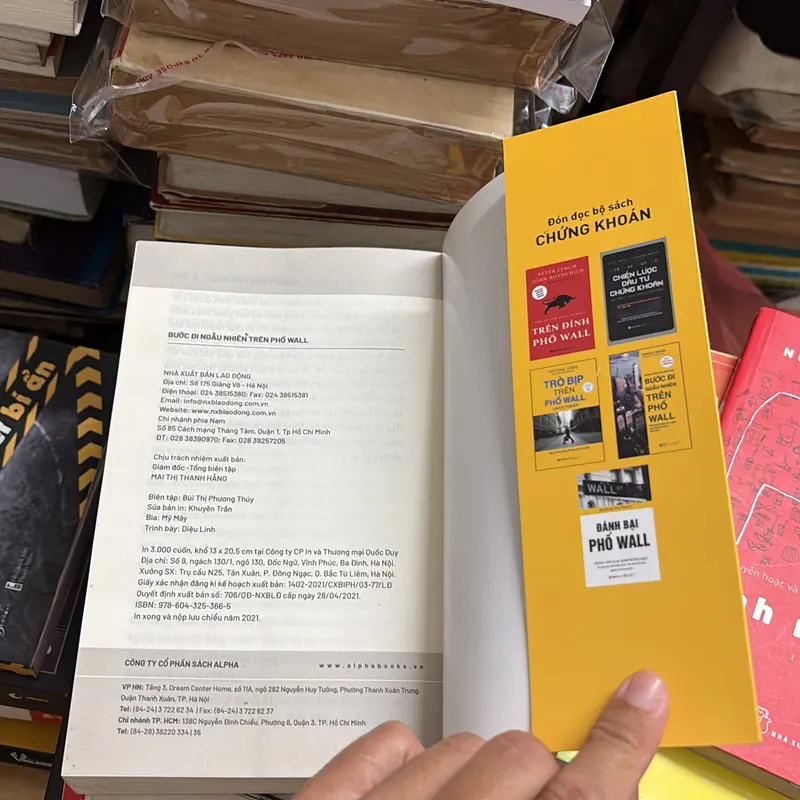 BƯỚC ĐI NGẪU NHIÊN TRÊN PHỐ WALL
NHÀ XUẤT BẢN LAO ĐỘNG
Địa chỉ: Số 175 Giảng Võ - Hà Nội
Điện thoại: 024 38515380; Fax: 024 38515381
Email: info@nxblaodong.com.vn
Website: www.nxblaodong.com.vn
Chi nhánh phía Nam
Số 85 Cách mạng Tháng Tám, Quận 1, Tp Hồ Chí Minh
ĐT: 028 38390970; Fax: 028 39257205
Chịu trách nhiệm xuất bản:
Giám đốc -Tổng biên tập
MAI THỊ THANH HẰNG
Biên tập: Bùi Thị Phương Thúy
Sửa bản in: Khuyên Trần
Bìa: Mỹ Mây
Trình bày: Diệu Linh
In 3.000 cuốn, khổ 13 x 20,5 cm tại Công ty CP In và Thương mại Quốc Duy
Địa chỉ: Số 9, ngách 130/1, ngõ 130, Đốc Ngữ, Vĩnh Phúc, Ba Đình, Hà Nội.
Xưởng SX: Trụ cầu N25, Tân Xuân, P. Đông Ngạc, Q. Bắc Từ Liêm, Hà Nội.
Giấy xác nhận đăng kí kế hoạch xuất bản: 1402-2021/CXBIPH/03-77/LĐ
Quyết định xuất bản số: 706/QĐ-NXBLĐ cấp ngày 28/04/2021.
ISBN: 978-604-325-366-5
In xong và nộp lưu chiểu năm 2021.
CÔNG TY CỔ PHẦN SÁCH ALPHA
www.alphabooks.vn
VP HN: Tầng 3, Dream Center Home, số 11A, ngõ 282 Nguyễn Huy Tưởng, Phường Thanh Xuân Trung,
Quận Thanh Xuân, TP. Hà Nội
Tel: (84-24) 3 722 62 34 | Fax: (84-24) 3 722 62 37
Chi nhánh TP. HCM: 138C Nguyễn Đình Chiểu, Phường 6, Quận 3, TP. Hồ Chí Minh
Tel: (84-28) 38220 334 | 35
Đón đọc bộ sách
CHỨNG KHOÁN
PETER LYNCH
JOHN ROTHCHILD
TRÊN ĐỈNH
PHỐ WALL
CHIẾN LƯỢC
ĐẦU TƯ
CHỨNG KHOÁN
TRÒ BỊP
TRÊN
PHỐ WALL
BƯỚC ĐI
NGẪU NHIÊN
TRÊN
PHỐ
WALL
WALL ST
ĐÁNH BẠI
PHỐ WALL
bí ẩn